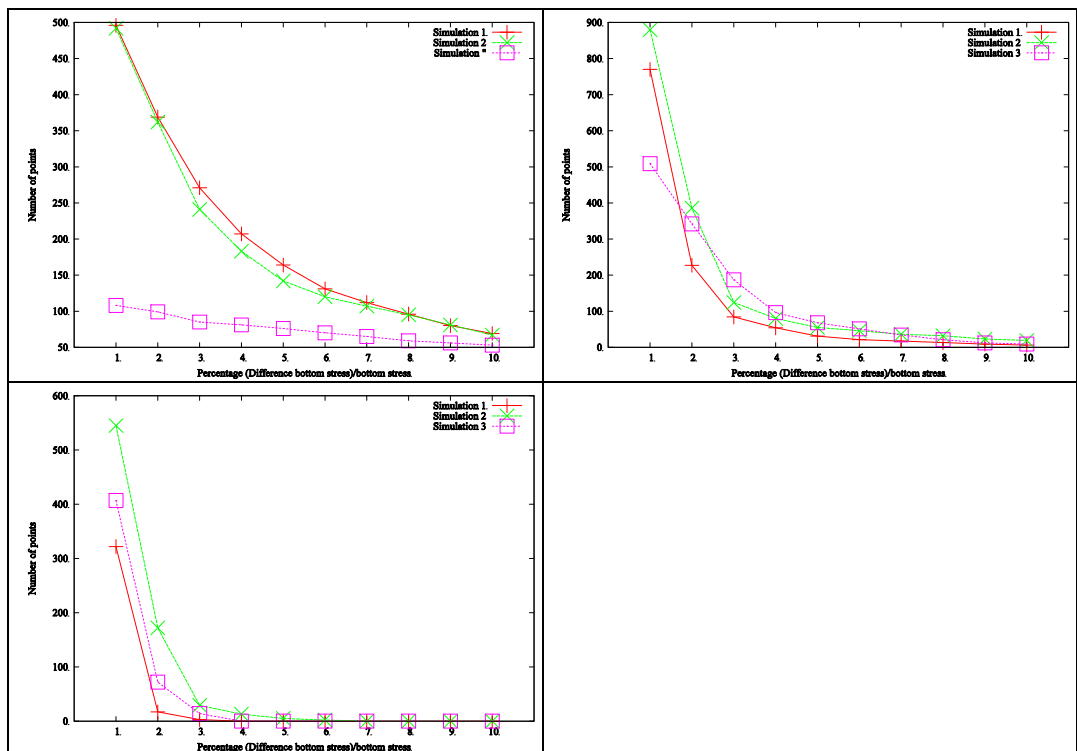 500.
450.
400.
350.
300.
250.
200.
150.
100.
50.
Number of points
1. 2. 3. 4. 5. 6. 7. 8. 9. 10.
Percentage (Difference bottom stress)/bottom stress.
Simulation 1.
Simulation 2
Simulation "
900.
800.
700.
600.
500.
400.
300.
200.
100.
0.
Number of points
1. 2. 3. 4. 5. 6. 7. 8. 9. 10.
Percentage (Difference bottom stress)/bottom stress.
Simulation 1.
Simulation 2
Simulation 3
600.
500.
400.
300.
200.
100.
0.
Number of points
1. 2. 3. 4. 5. 6. 7. 8. 9. 10.
Percentage (Difference bottom stress)/bottom stress.
Simulation 1.
Simulation 2
Simulation 3